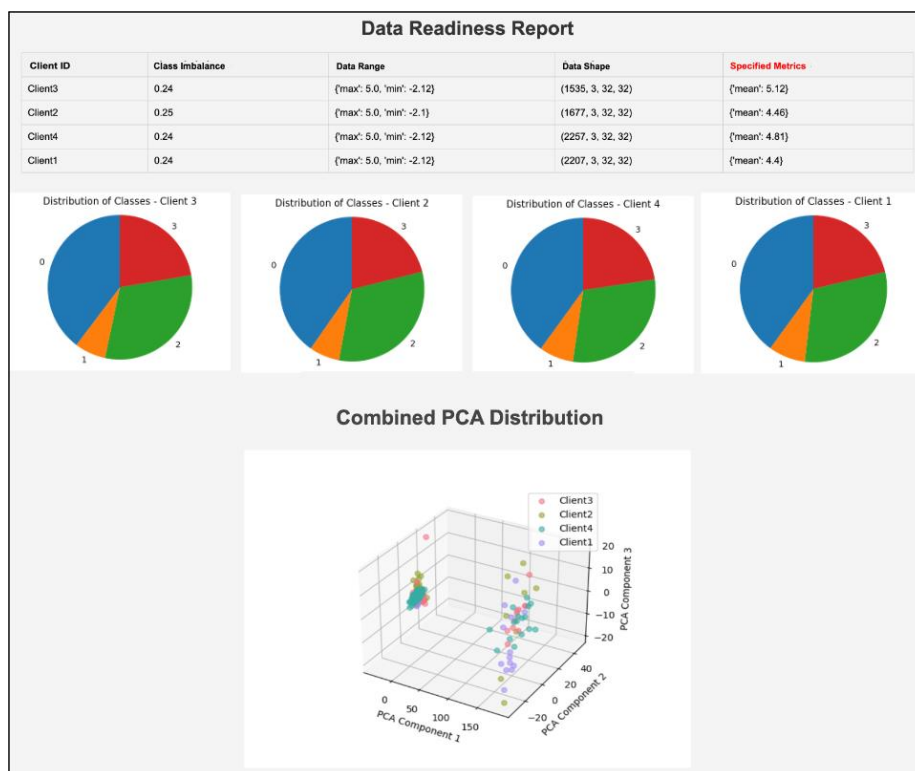 Data Readiness Report
Client ID Class Imbalance Data Range Data Shape Specified Metrics
Client3 0.24 {'max': 5.0, 'min': -2.12} (1535, 3, 32, 32) {'mean': 5.12}
Client2 0.25 {'max': 5.0, 'min': -2.1} (1677, 3, 32, 32) {'mean': 4.46}
Client4 0.24 {'max': 5.0, 'min': -2.12} (2257, 3, 32, 32) {'mean': 4.81}
Client1 0.24 {'max': 5.0, 'min': -2.12} (2207, 3, 32, 32) {'mean': 4.4}
Distribution of Classes - Client 3
0
1
2
3
Distribution of Classes - Client 2
0
1
2
3
Distribution of Classes - Client 4
0
1
2
3
Distribution of Classes - Client 1
0
1
2
3
Combined PCA Distribution
Client3
Client2
Client4
Client1
20
10
0
−10
−20
PCA Component 3
40
20
0
−20
PCA Component 2
0
50
100
150
PCA Component 1